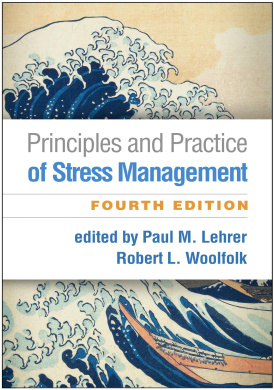 Principles and Practice
of Stress Management
FOURTH EDITION
edited by Paul M. Lehrer
Robert L. Woolfolk